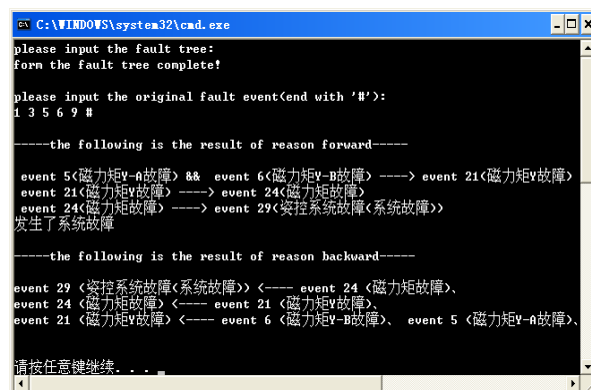 C:\WINDOWS\system32\cmd.exe
please input the fault tree:
form the fault tree complete!
please input the original fault event(end with '#'):
1 3 5 6 9 #
-----the following is the result of reason forward-----
event 5(磁力矩Y-A故障) && event 6(磁力矩Y-B故障) ----> event 21(磁力矩Y故障)
event 21(磁力矩Y故障) ----> event 24(磁力矩故障)
event 24(磁力矩故障) ----> event 29(姿控系统故障(系统故障))
发生了系统故障
-----the following is the result of reason backward-----
event 29 (姿控系统故障(系统故障)) <---- event 24 (磁力矩故障)、
event 24 (磁力矩故障) <---- event 21 (磁力矩Y故障)、
event 21 (磁力矩Y故障) <---- event 6 (磁力矩Y-B故障)、 event 5 (磁力矩Y-A故障)、
请按任意键继续. . .